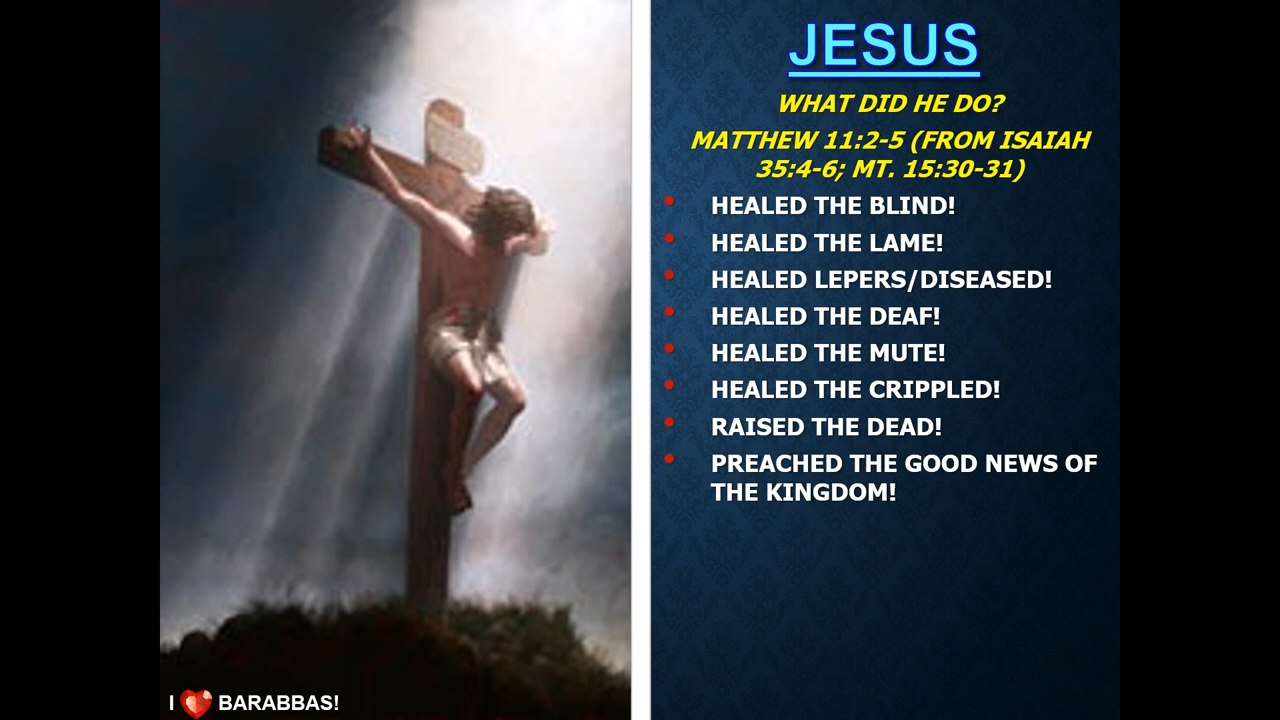 JESUS
WHAT DID HE DO?
MATTHEW 11:2-5 (FROM ISAIAH
35:4-6; MT. 15:30-31)
• HEALED THE BLIND!
• HEALED THE LAME!
• HEALED LEPERS/DISEASED!
• HEALED THE DEAF!
• HEALED THE MUTE!
• HEALED THE CRIPPLED!
• RAISED THE DEAD!
• PREACHED THE GOOD NEWS OF
THE KINGDOM!
I ❤ BARABBAS!